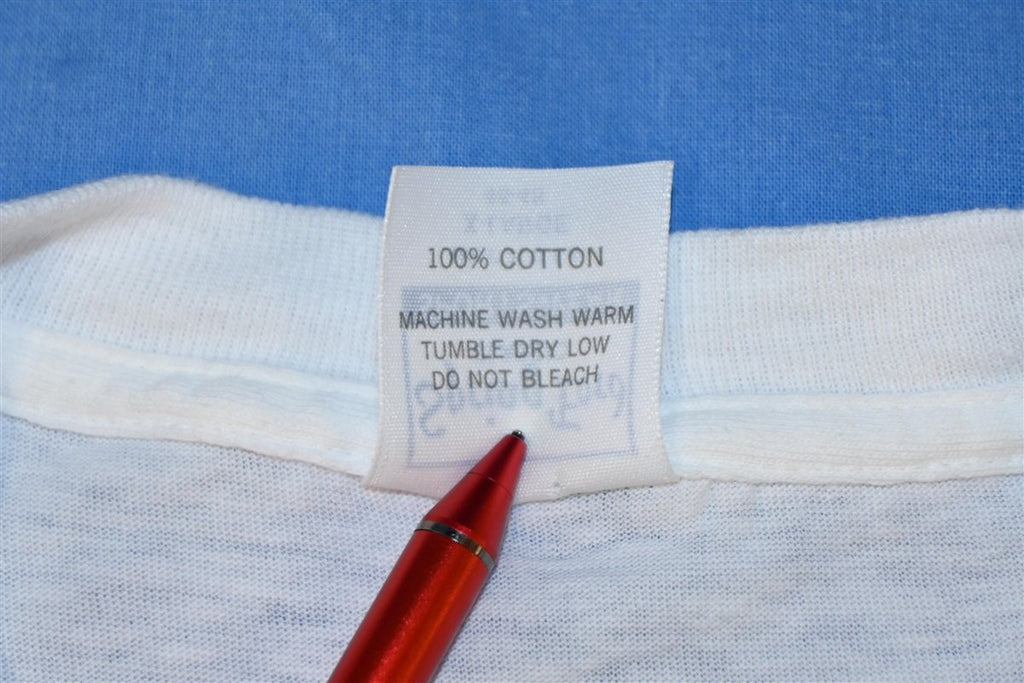 100% COTTON
MACHINE WASH WARM
TUMBLE DRY LOW
DO NOT BLEACH